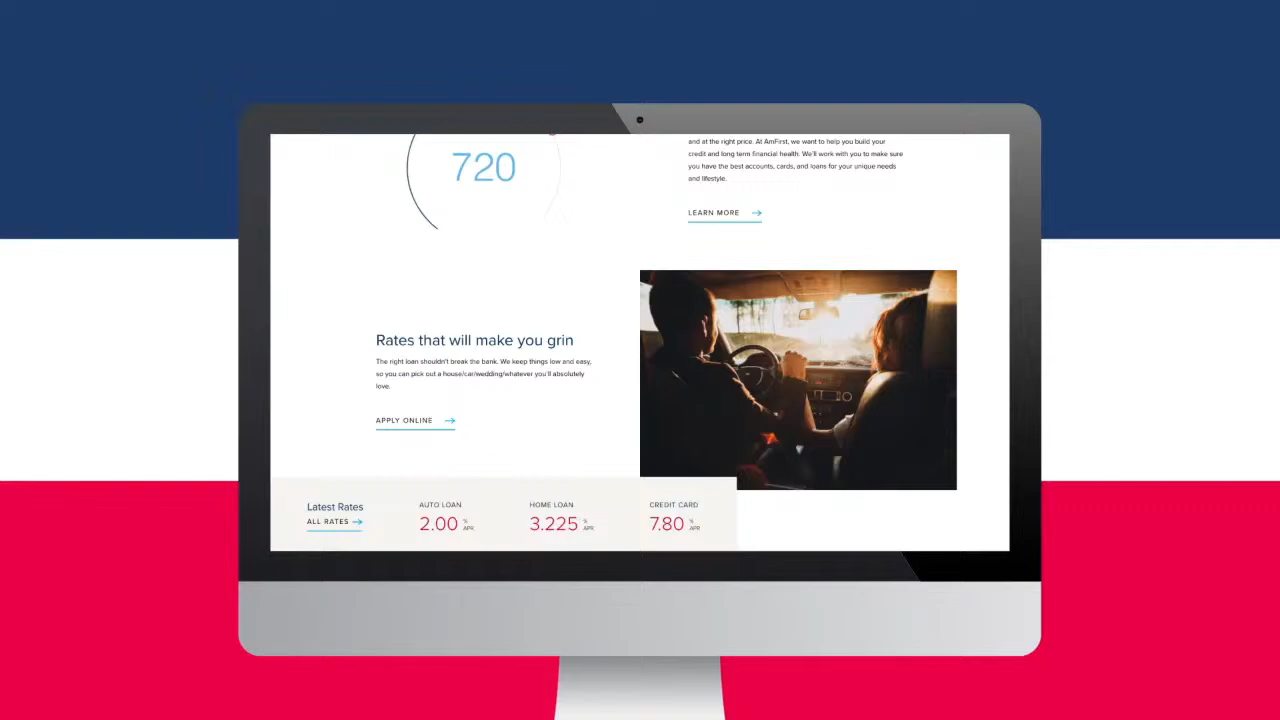 720
and at the right price. At AmFirst, we want to help you build your
credit and long term financial health. We'll work with you to make sure
you have the best accounts, cards, and loans for your unique needs
and lifestyle.
LEARN MORE
Rates that will make you grin
The right loan shouldn't break the bank. We keep things low and easy,
so you can pick out a house/car/wedding/whatever you'll absolutely
love.
APPLY ONLINE
Latest Rates
ALL RATES
AUTO LOAN
2.00 % APR
HOME LOAN
3.225 % APR
CREDIT CARD
7.80 % APR